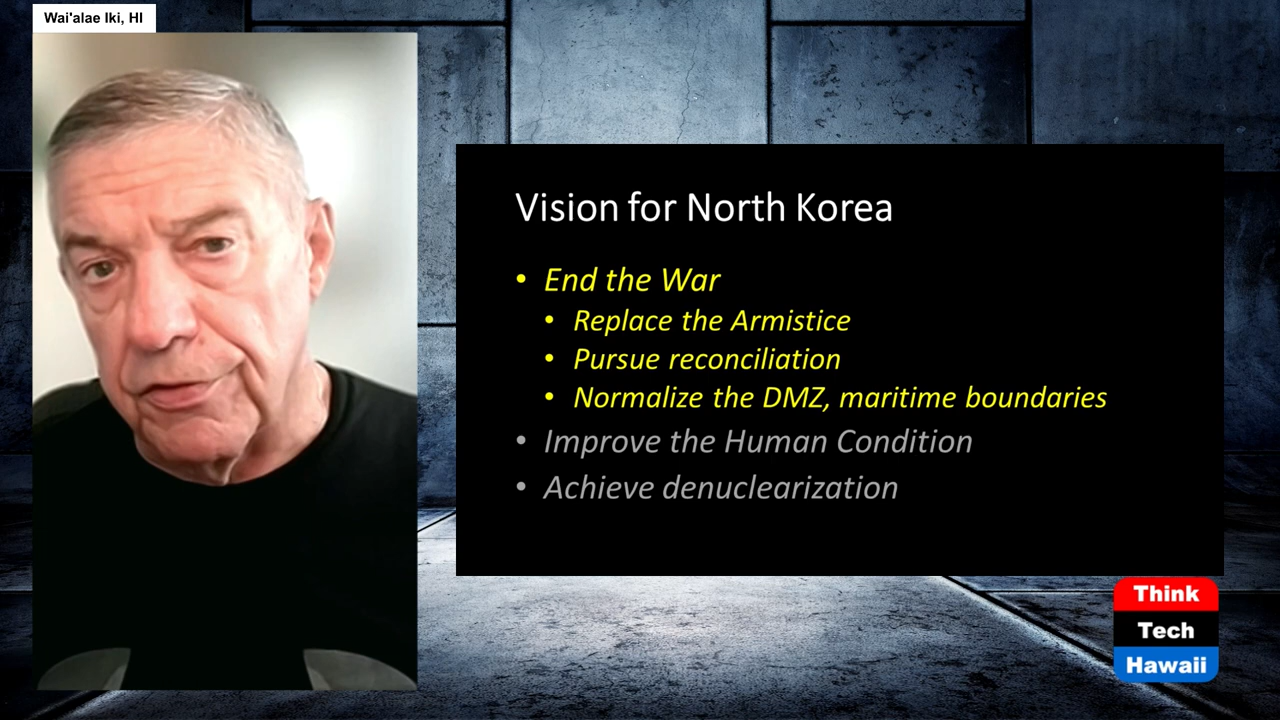 Wai'alae Iki, HI
Vision for North Korea
• End the War
• Replace the Armistice
• Pursue reconciliation
• Normalize the DMZ, maritime boundaries
• Improve the Human Condition
• Achieve denuclearization
Think
Tech
Hawaii